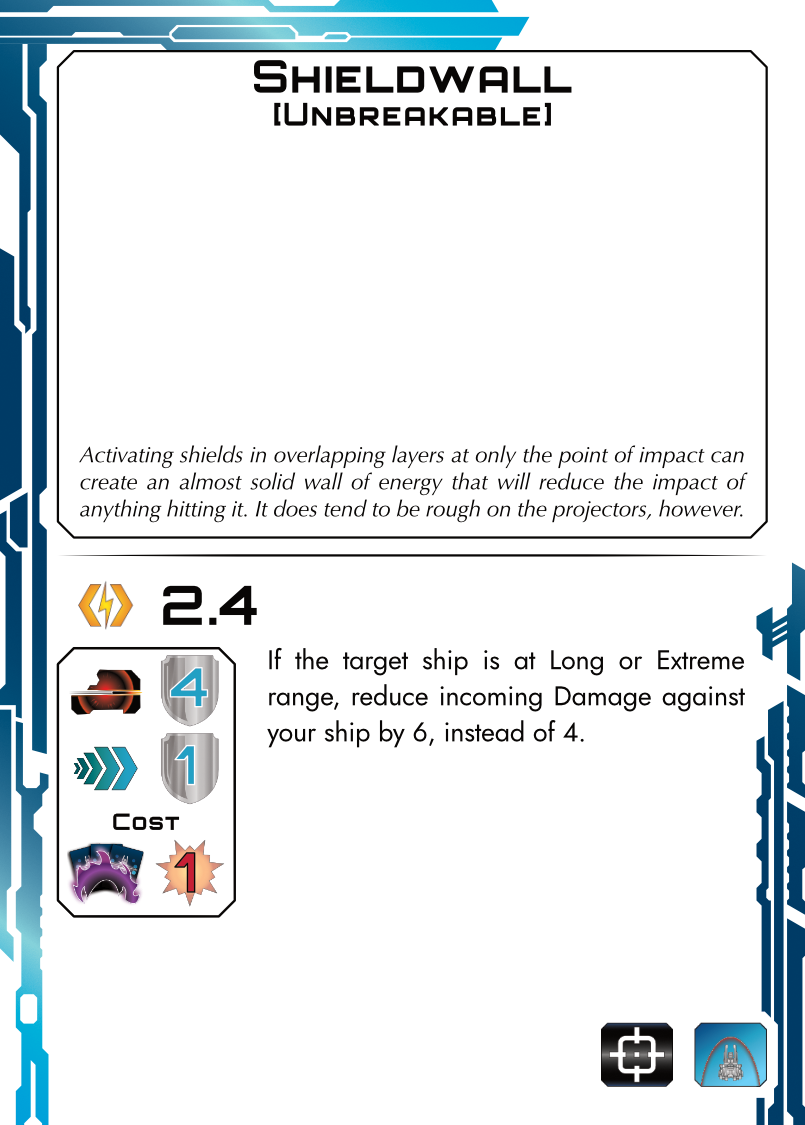 Shieldwall
[Unbreakable]
Activating shields in overlapping layers at only the point of impact can
create an almost solid wall of energy that will reduce the impact of
anything hitting it. It does tend to be rough on the projectors, however.
2.4
4
If the target ship is at Long or Extreme
range, reduce incoming Damage against
your ship by 6, instead of 4.
1
Cost
1